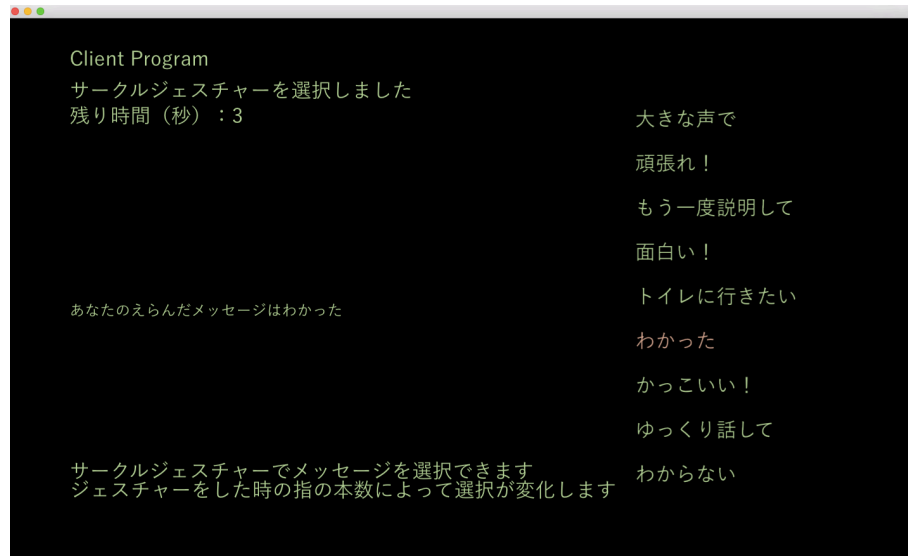 Client Program
サークルジェスチャーを選択しました
残り時間（秒）：3
あなたのえらんだメッセージはわかった
サークルジェスチャーでメッセージを選択できます
ジェスチャーをした時の指の本数によって選択が変化します
大きな声で
頑張れ！
もう一度説明して
面白い！
トイレに行きたい
わかった
かっこいい！
ゆっくり話して
わからない